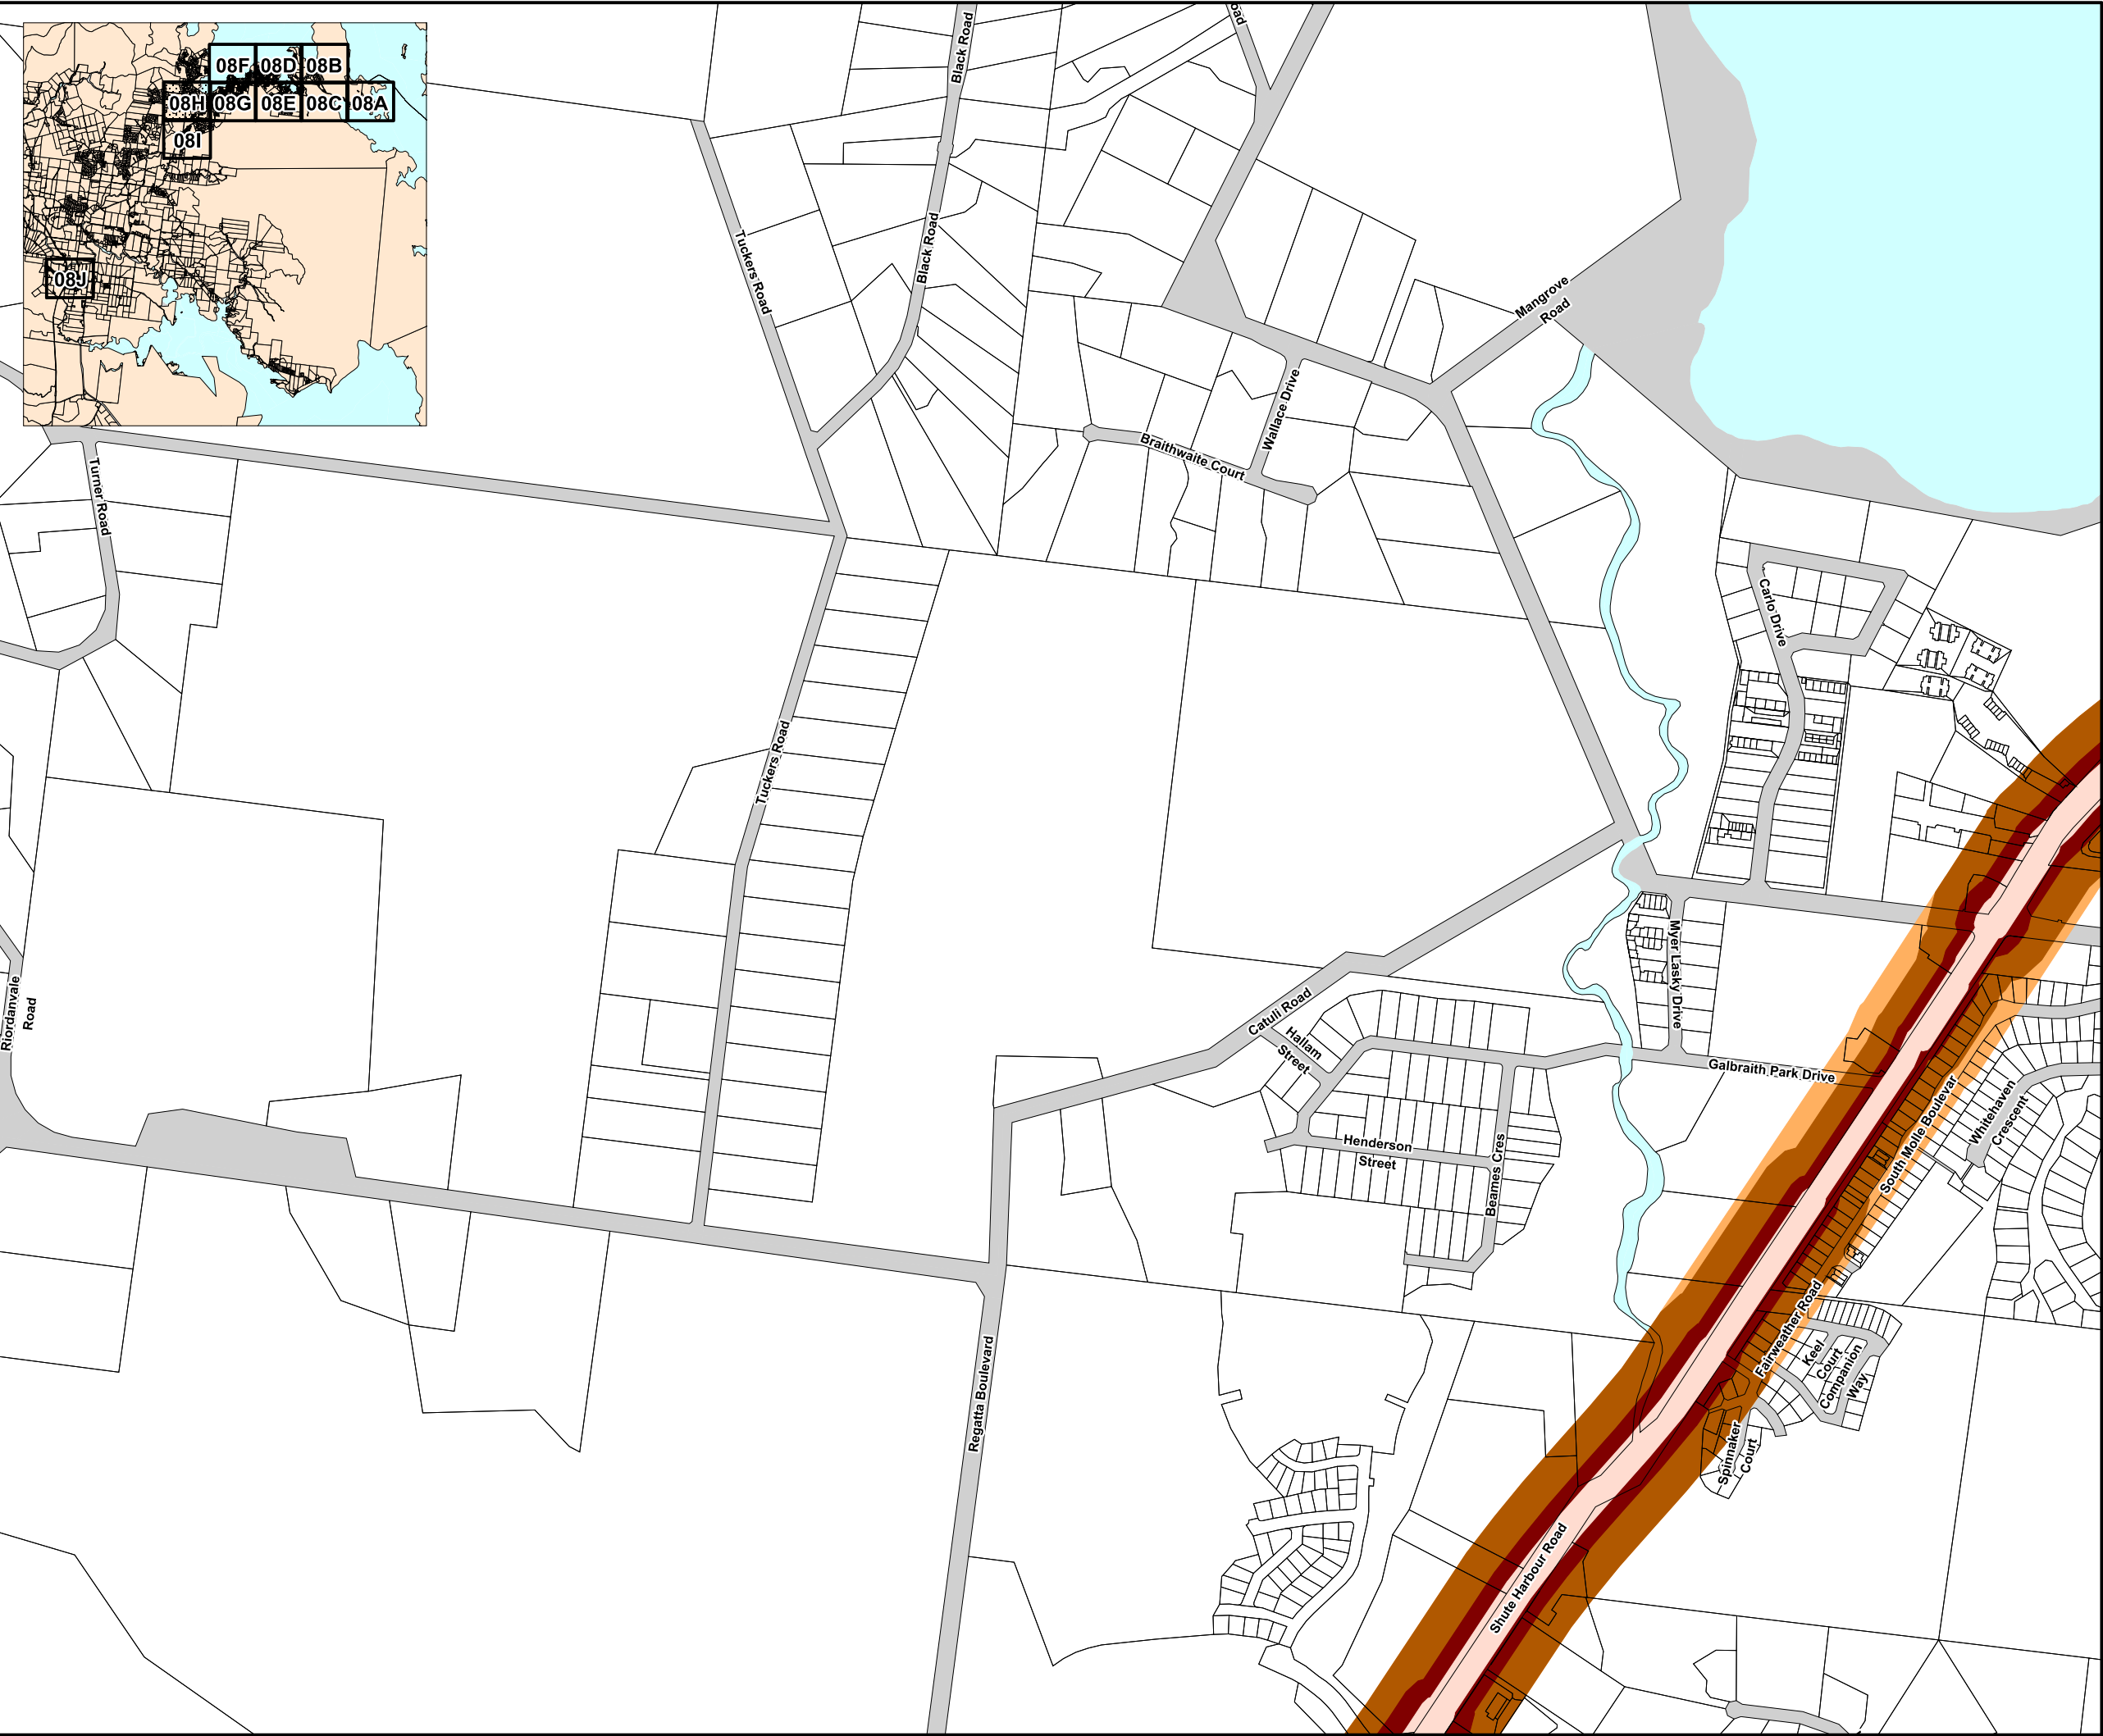 08F 08D 08B
08H 08G 08E 08C 08A
08I
08J
Black Road
oad
Tuckers Road
Black Road
Mangrove
Road
Wallace Drive
Braithwaite Court
Turner Road
Carlo Drive
Tuckers Road
Riordanvale
Road
Catuli Road
Hallam
Street
Myer Lasky Drive
Galbraith Park Drive
Henderson
Street
Beames Cres
South Molle Boulevar
Whitehaven
Crescent
Fairweather Road
Keel
Court
Companion
Way
Regatta Boulevard
Spinnaker
Court
Shute Harbour Road